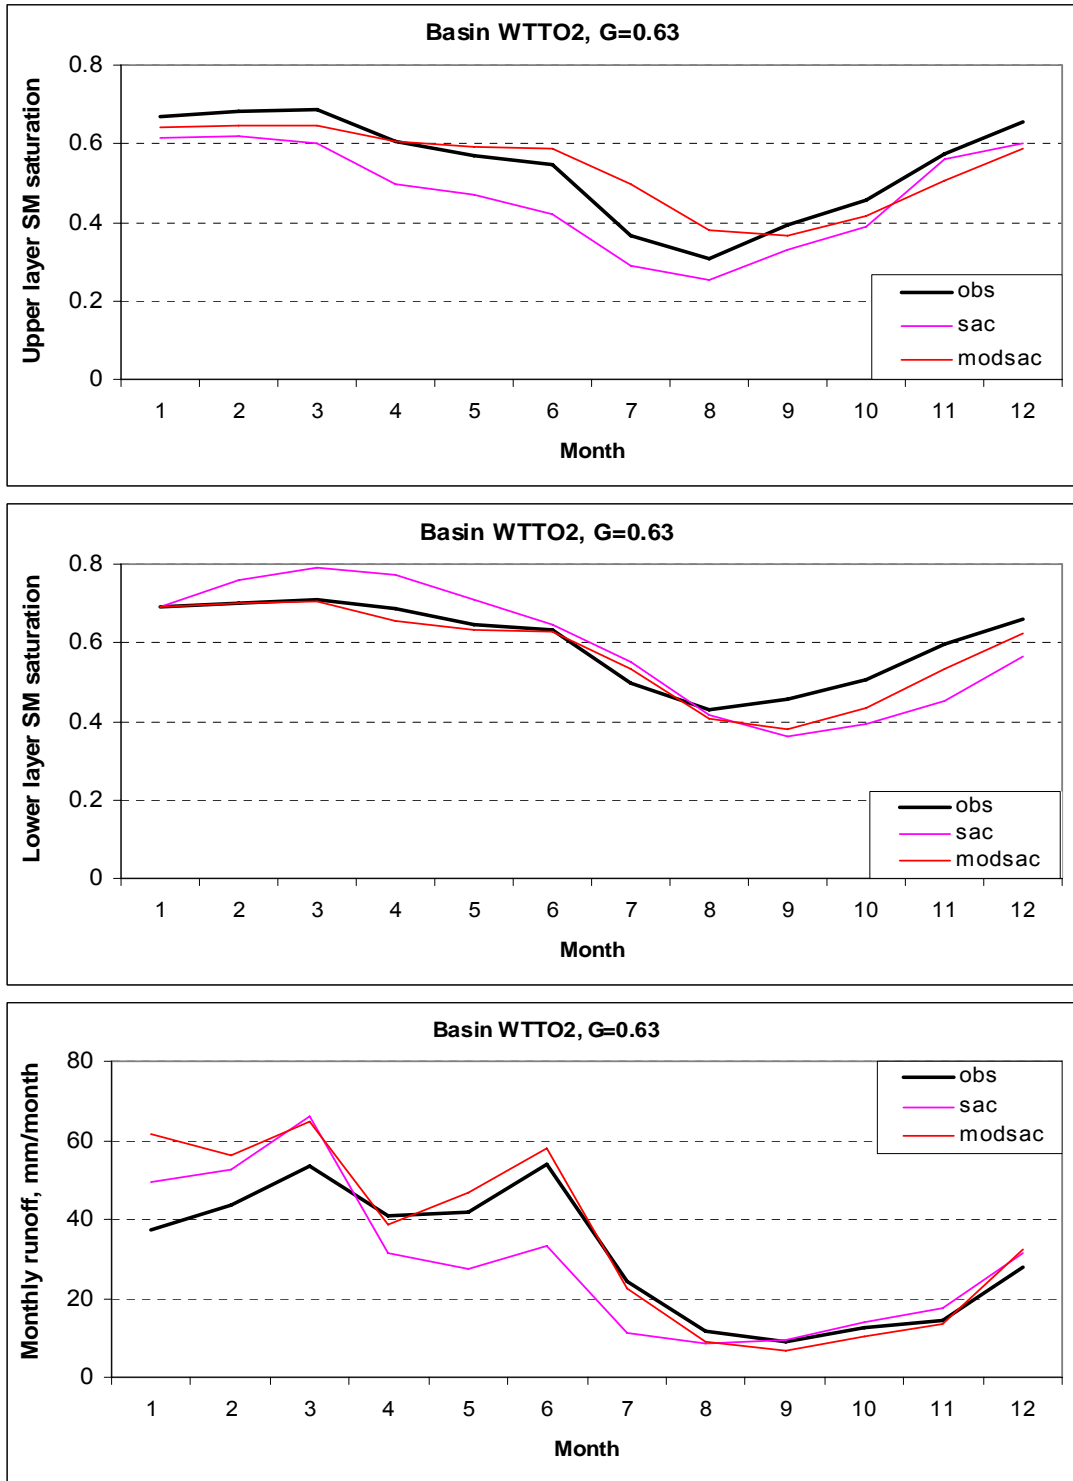 Basin WTTO2, G=0.63
Upper layer SM saturation
0.8
0.6
0.4
0.2
0
obs
sac
modsac
1 2 3 4 5 6 7 8 9 10 11 12
Month
Basin WTTO2, G=0.63
Lower layer SM saturation
0.8
0.6
0.4
0.2
0
obs
sac
modsac
1 2 3 4 5 6 7 8 9 10 11 12
Month
Basin WTTO2, G=0.63
Monthly runoff, mm/month
80
60
40
20
0
obs
sac
modsac
1 2 3 4 5 6 7 8 9 10 11 12
Month